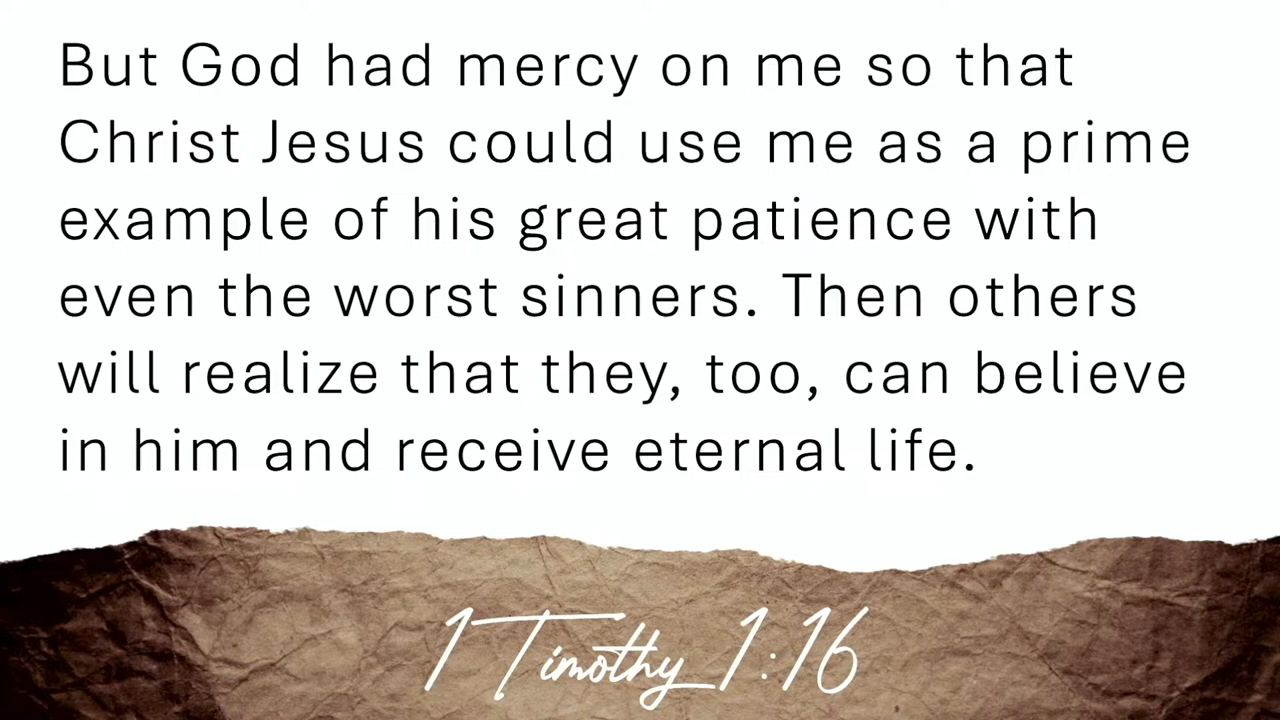 But God had mercy on me so that
Christ Jesus could use me as a prime
example of his great patience with
even the worst sinners. Then others
will realize that they, too, can believe
in him and receive eternal life.
1 Timothy 1:16